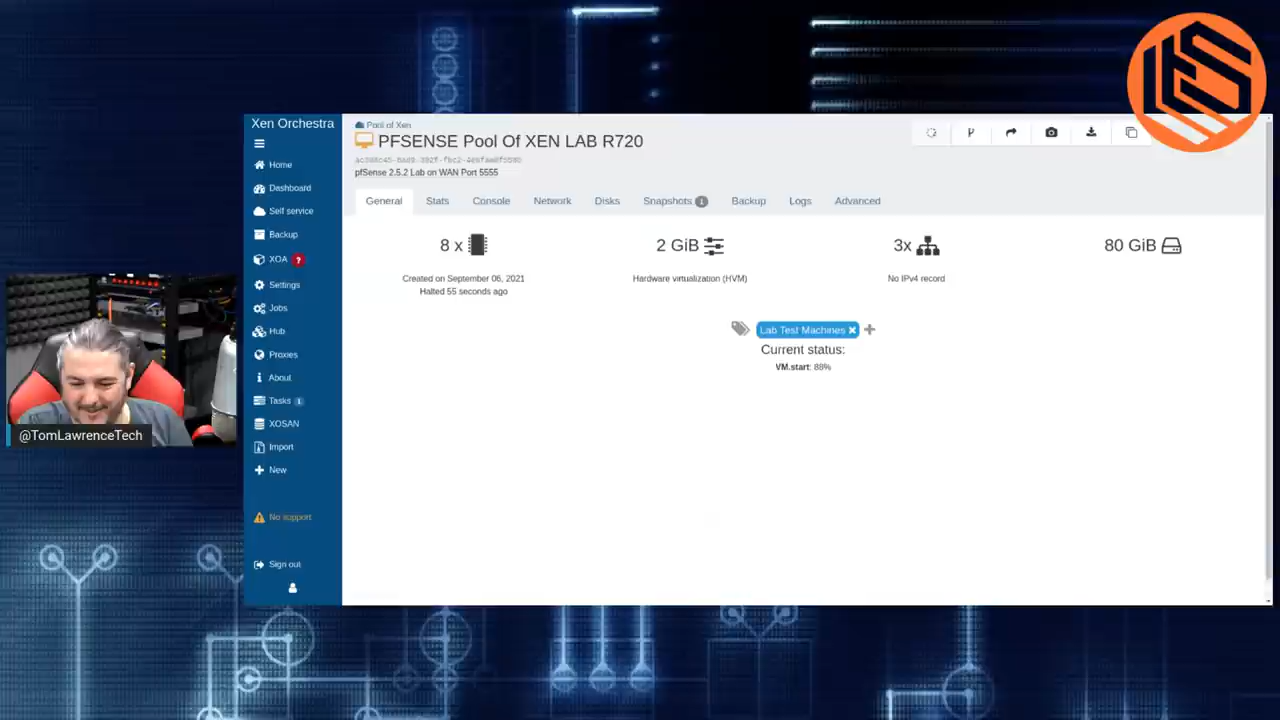 Xen Orchestra
Home
Dashboard
Self service
Backup
XOA ?
Settings
Jobs
Hub
Proxies
About
Tasks 1
XOSAN
Import
New
No support
Sign out
Pool of Xen
PFSENSE Pool Of XEN LAB R720
pfSense 2.5.2 Lab on WAN Port 5555
General Stats Console Network Disks Snapshots 1 Backup Logs Advanced
8 x 2 GiB 3x 80 GiB
Created on September 06, 2021 Hardware virtualization (HVM) No IPv4 record
Halted 55 seconds ago
Lab Test Machines
Current status:
VM.start: 88%
@TomLawrenceTech